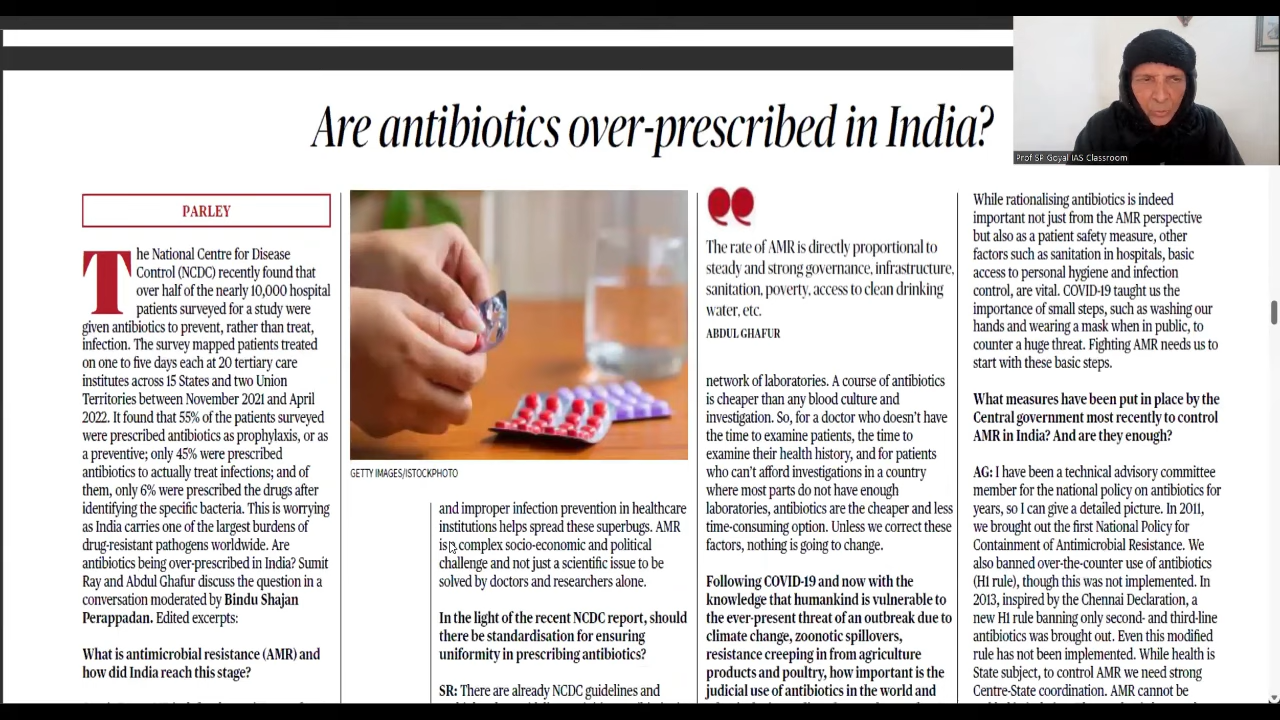 Are antibiotics over-prescribed in India?
Prof SP Goyal IAS Classroom
PARLEY
The National Centre for Disease
Control (NCDC) recently found that
over half of the nearly 10,000 hospital
patients surveyed for a study were
given antibiotics to prevent, rather than treat,
infection. The survey mapped patients treated
on one to five days each at 20 tertiary care
institutes across 15 States and two Union
Territories between November 2021 and April
2022. It found that 55% of the patients surveyed
were prescribed antibiotics as prophylaxis, or as
a preventive; only 45% were prescribed
antibiotics to actually treat infections; and of
them, only 6% were prescribed the drugs after
identifying the specific bacteria. This is worrying
as India carries one of the largest burdens of
drug-resistant pathogens worldwide. Are
antibiotics being over-prescribed in India? Sumit
Ray and Abdul Ghafur discuss the question in a
conversation moderated by Bindu Shajan
Perappadan. Edited excerpts:
What is antimicrobial resistance (AMR) and
how did India reach this stage?
GETTY IMAGES/ISTOCKPHOTO
and improper infection prevention in healthcare
institutions helps spread these superbugs. AMR
is complex socio-economic and political
challenge and not just a scientific issue to be
solved by doctors and researchers alone.
In the light of the recent NCDC report, should
there be standardisation for ensuring
uniformity in prescribing antibiotics?
SR: There are already NCDC guidelines and
The rate of AMR is directly proportional to
steady and strong governance, infrastructure,
sanitation, poverty, access to clean drinking
water, etc.
ABDUL GHAFUR
network of laboratories. A course of antibiotics
is cheaper than any blood culture and
investigation. So, for a doctor who doesn't have
the time to examine patients, the time to
examine their health history, and for patients
who can't afford investigations in a country
where most parts do not have enough
laboratories, antibiotics are the cheaper and less
time-consuming option. Unless we correct these
factors, nothing is going to change.
Following COVID-19 and now with the
knowledge that humankind is vulnerable to
the ever-present threat of an outbreak due to
climate change, zoonotic spillovers,
resistance creeping in from agriculture
products and poultry, how important is the
judicial use of antibiotics in the world and
While rationalising antibiotics is indeed
important not just from the AMR perspective
but also as a patient safety measure, other
factors such as sanitation in hospitals, basic
access to personal hygiene and infection
control, are vital. COVID-19 taught us the
importance of small steps, such as washing our
hands and wearing a mask when in public, to
counter a huge threat. Fighting AMR needs us to
start with these basic steps.
What measures have been put in place by the
Central government most recently to control
AMR in India? And are they enough?
AG: I have been a technical advisory committee
member for the national policy on antibiotics for
years, so I can give a detailed picture. In 2011,
we brought out the first National Policy for
Containment of Antimicrobial Resistance. We
also banned over-the-counter use of antibiotics
(H1 rule), though this was not implemented. In
2013, inspired by the Chennai Declaration, a
new H1 rule banning only second- and third-line
antibiotics was brought out. Even this modified
rule has not been implemented. While health is
State subject, to control AMR we need strong
Centre-State coordination. AMR cannot be